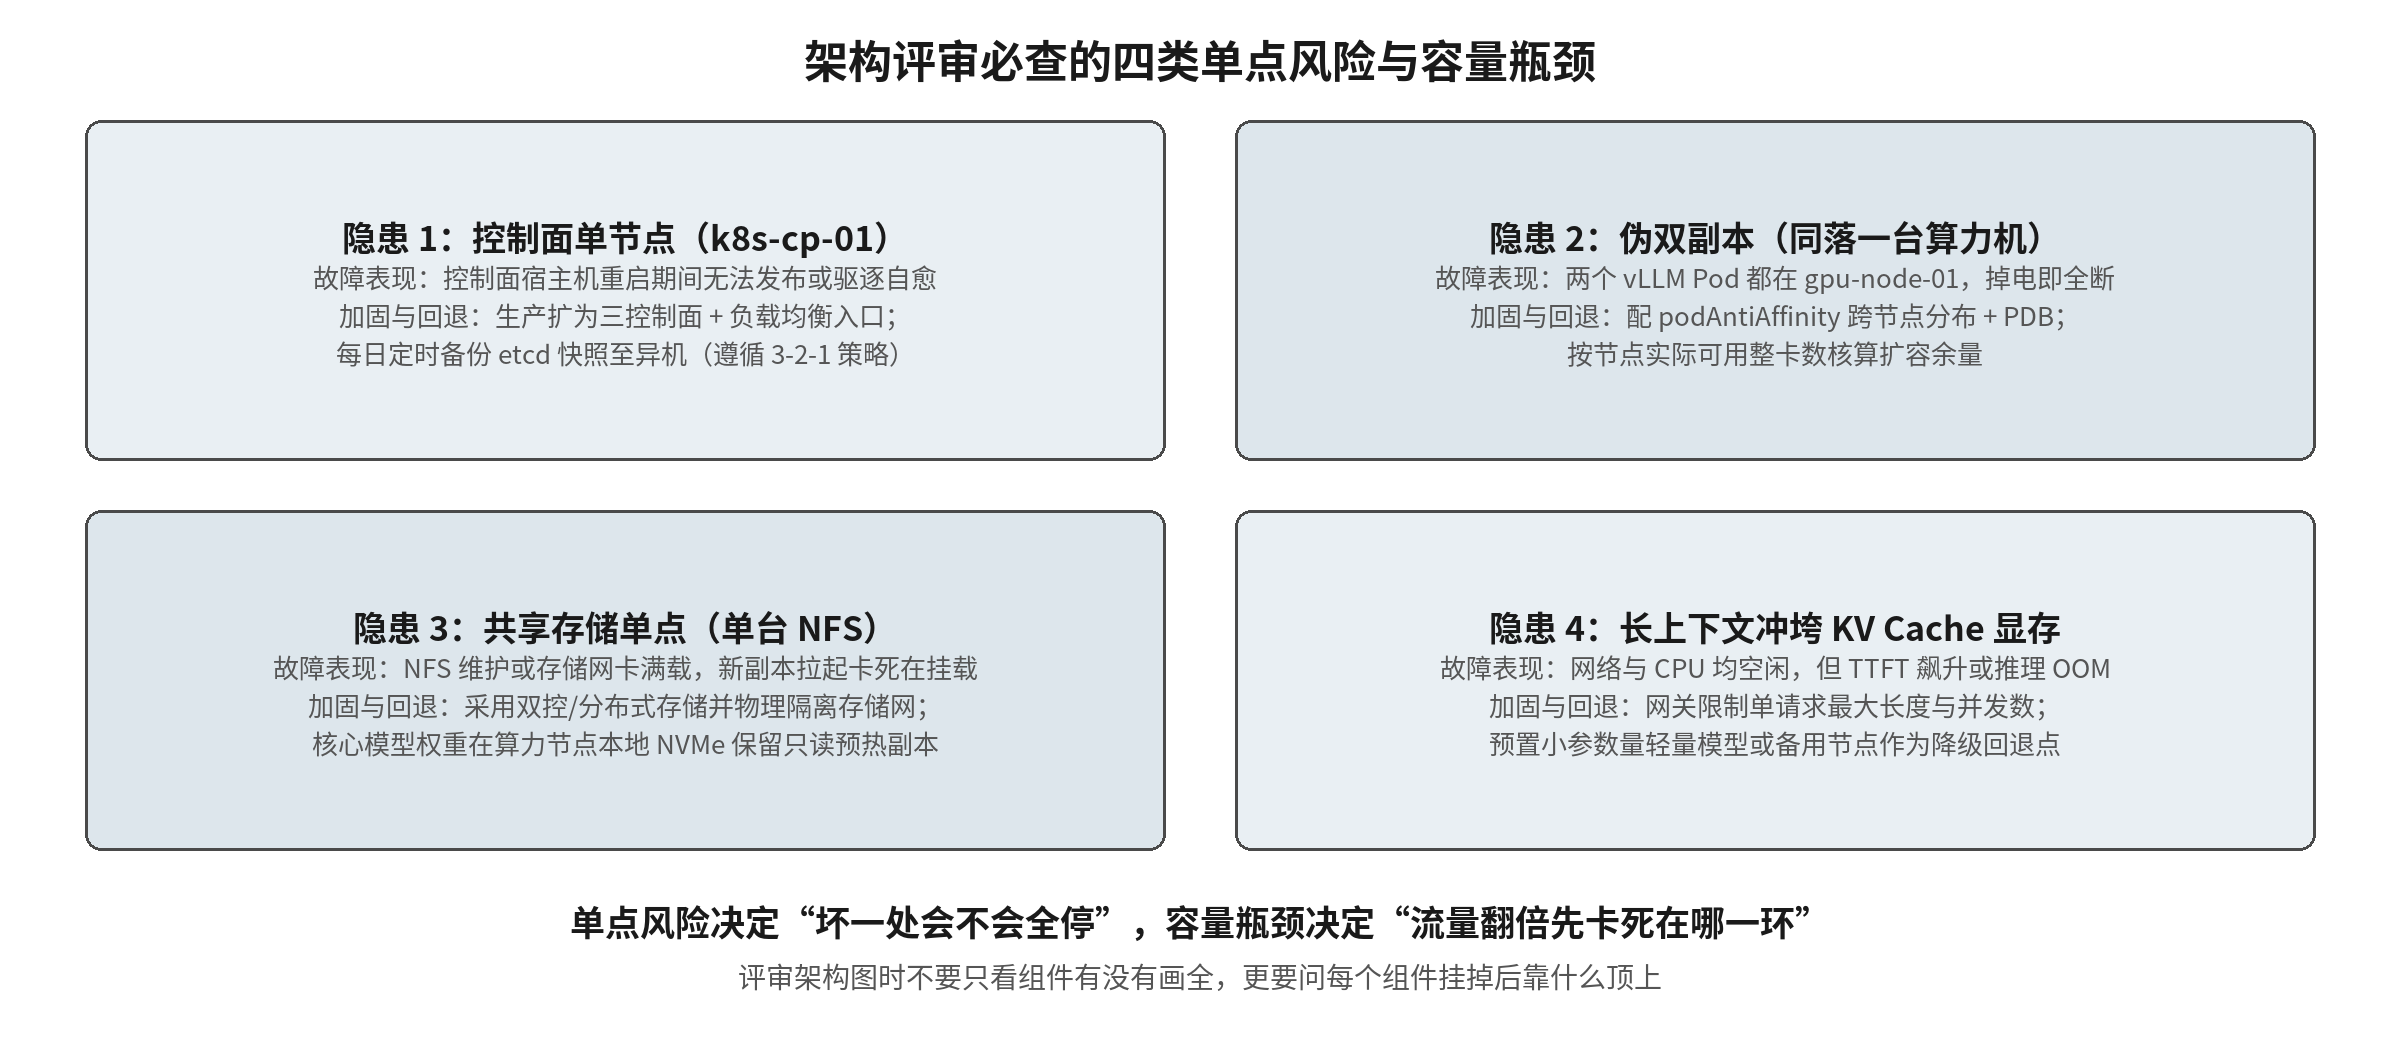 架构评审必查的四类单点风险与容量瓶颈
隐患 1：控制面单节点（k8s-cp-01）
故障表现：控制面宿主机重启期间无法发布或驱逐自愈
加固与回退：生产扩为三控制面 + 负载均衡入口；
每日定时备份 etcd 快照至异机（遵循 3-2-1 策略）
隐患 2：伪双副本（同落一台算力机）
故障表现：两个 vLLM Pod 都在 gpu-node-01，掉电即全断
加固与回退：配 podAntiAffinity 跨节点分布 + PDB；
按节点实际可用整卡数核算扩容余量
隐患 3：共享存储单点（单台 NFS）
故障表现：NFS 维护或存储网卡满载，新副本拉起卡死在挂载
加固与回退：采用双控/分布式存储并物理隔离存储网；
核心模型权重在算力节点本地 NVMe 保留只读预热副本
隐患 4：长上下文冲垮 KV Cache 显存
故障表现：网络与 CPU 均空闲，但 TTFT 飙升或推理 OOM
加固与回退：网关限制单请求最大长度与并发数；
预置小参数量轻量模型或备用节点作为降级回退点
单点风险决定“坏一处会不会全停”，容量瓶颈决定“流量翻倍先卡死在哪一环”
评审架构图时不要只看组件有没有画全，更要问每个组件挂掉后靠什么顶上